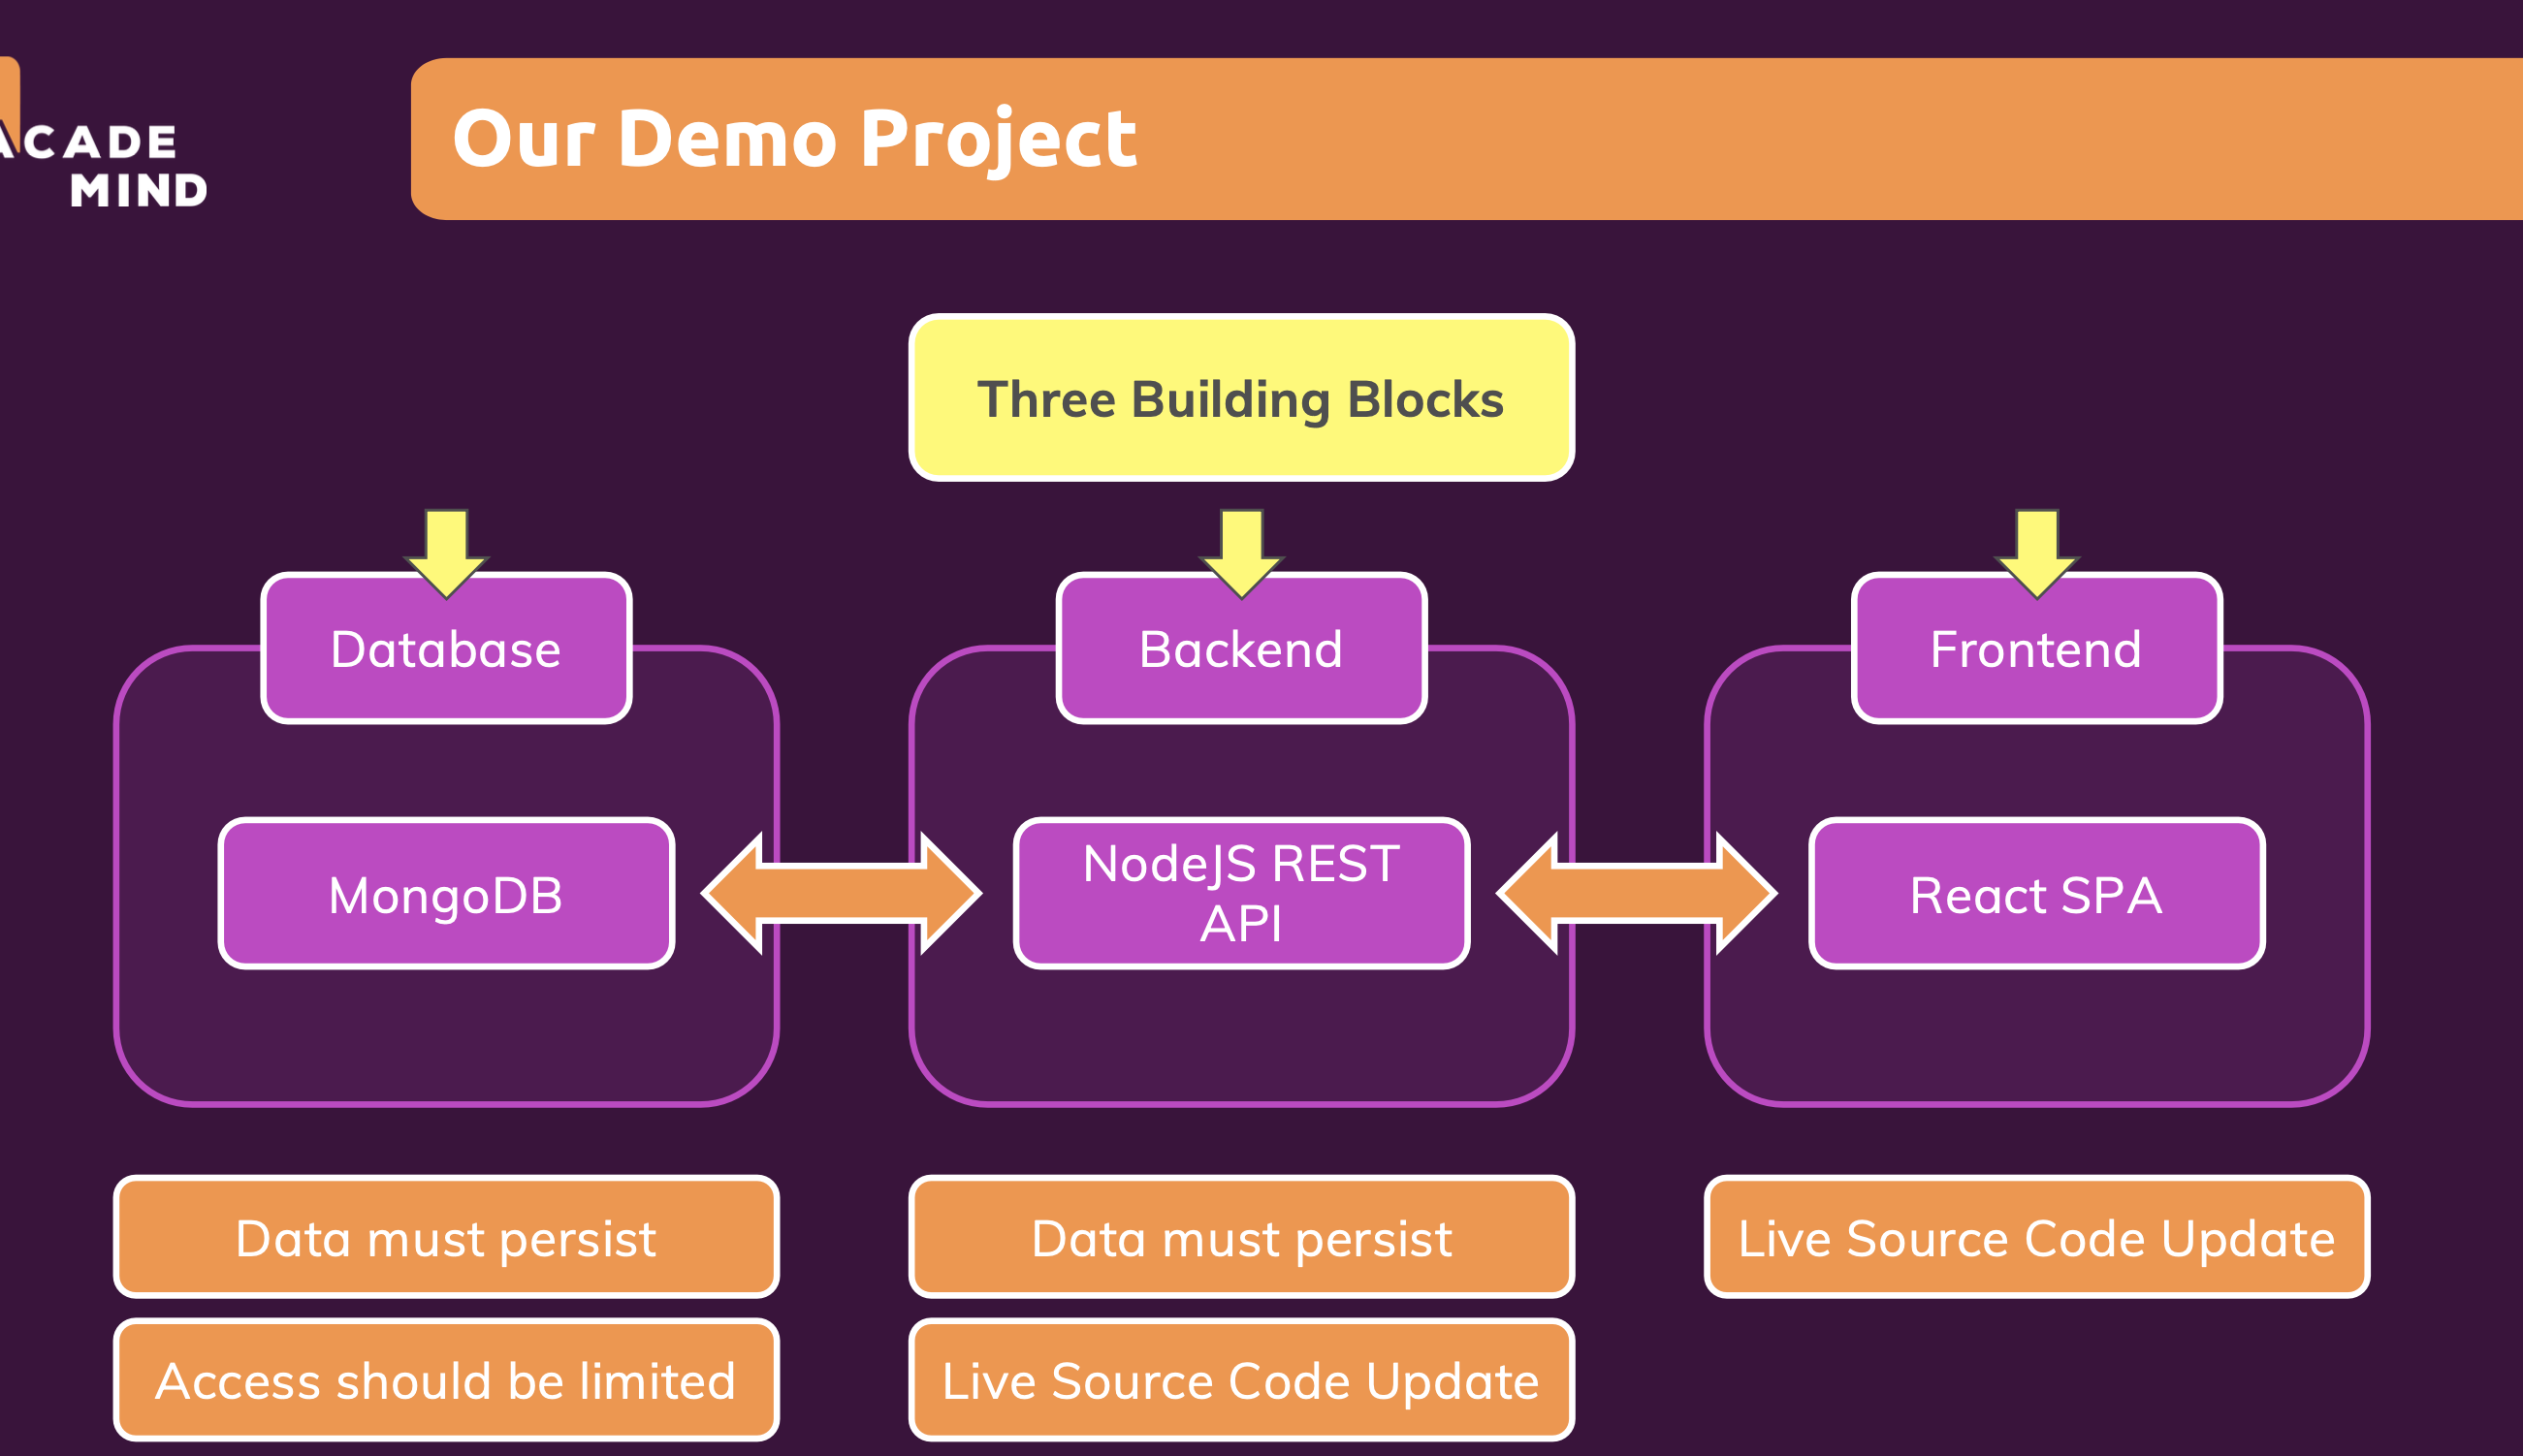 ACADE
MIND
Our Demo Project
Three Building Blocks
Database
Backend
Frontend
MongoDB
NodeJS REST
API
React SPA
Data must persist
Data must persist
Live Source Code Update
Access should be limited
Live Source Code Update